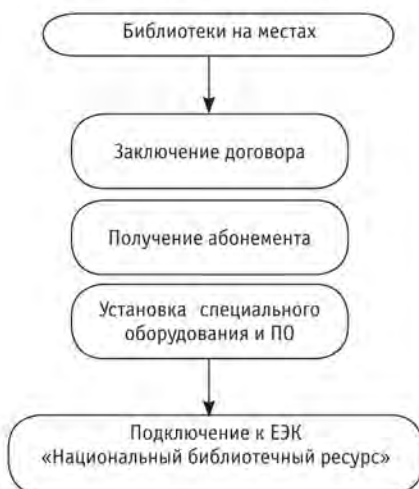 Библиотеки на местах
Заключение договора
Получение абонемента
Установка специального
оборудования и ПО
Подключение к ЕЭК
«Национальный библиотечный ресурс»